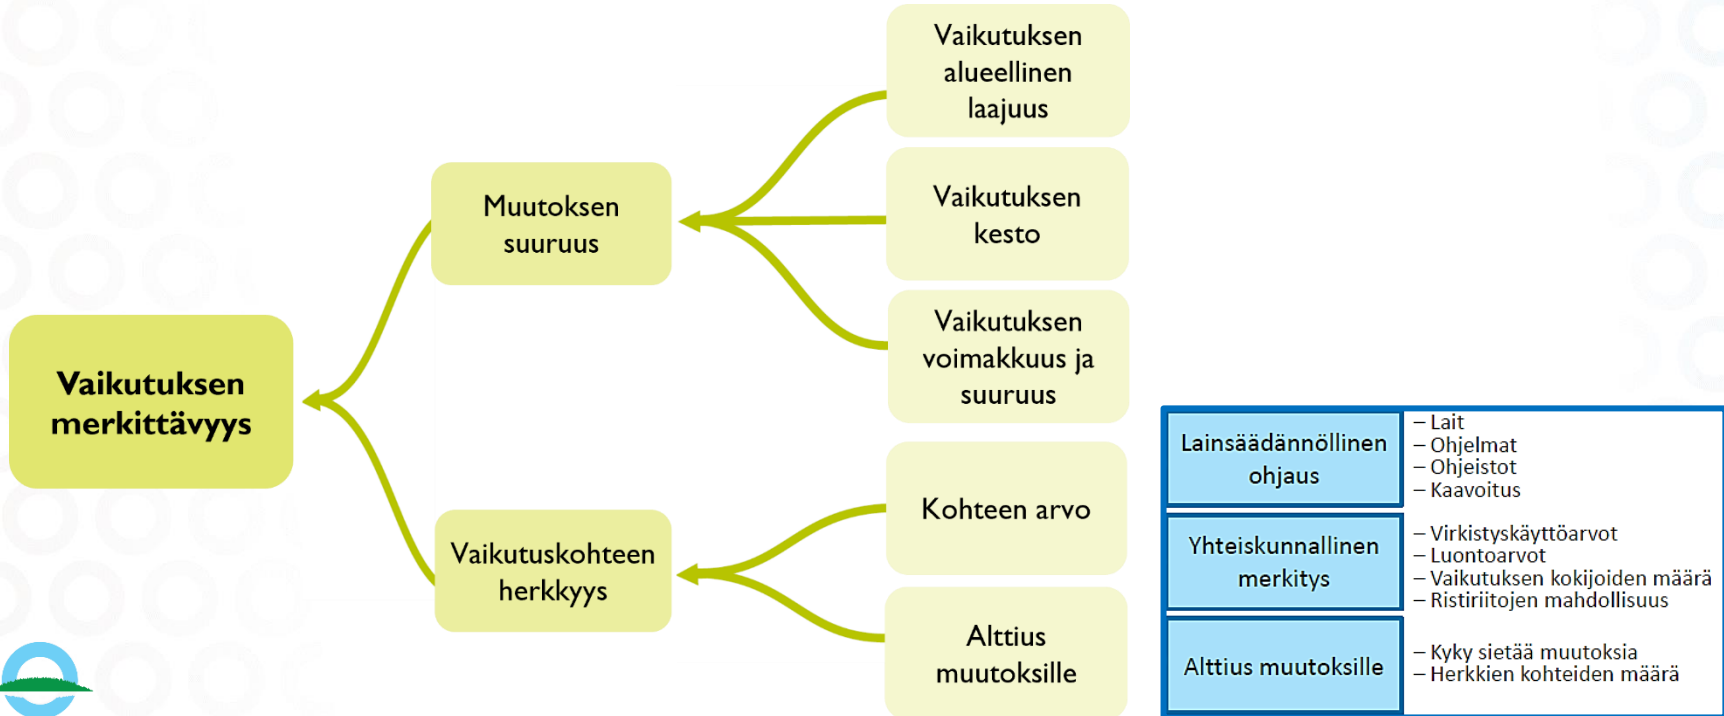 Vaikutuksen
merkittävyys
Muutoksen
suuruus
Vaikutuskohteen
herkkyys
Vaikutuksen
alueellinen
laajuus
Vaikutuksen
kesto
Vaikutuksen
voimakkuus ja
suuruus
Kohteen arvo
Alttius
muutoksille
Lainsäädännöllinen
ohjaus
– Lait
– Ohjelmat
– Ohjeistot
– Kaavoitus
Yhteiskunnallinen
merkitys
– Virkistyskäyttöarvot
– Luontoarvot
– Vaikutuksen kokijoiden määrä
– Ristiriitojen mahdollisuus
Alttius muutoksille
– Kyky sietää muutoksia
– Herkkien kohteiden määrä